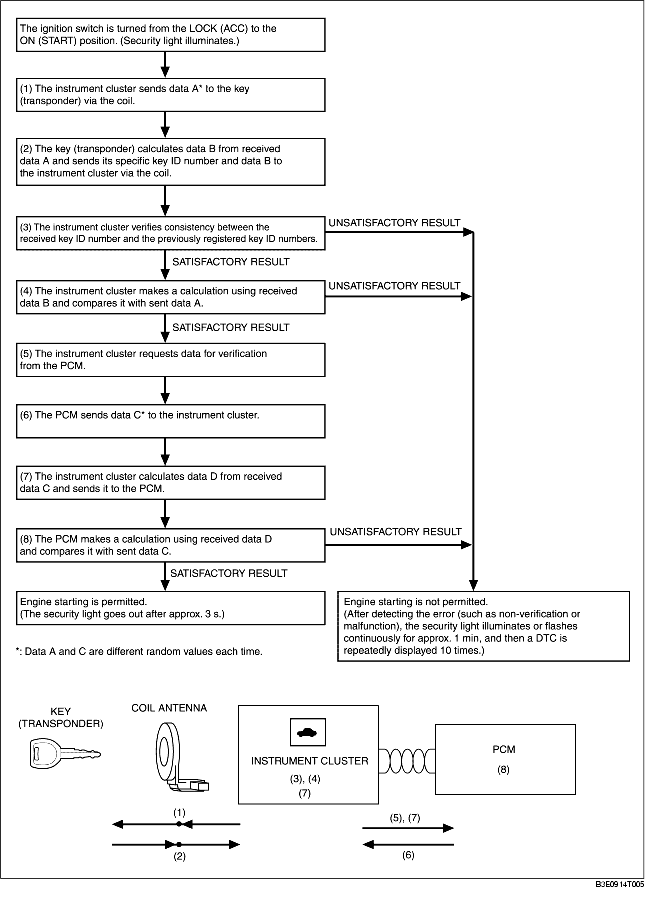 The ignition switch is turned from the LOCK (ACC) to the
ON (START) position. (Security light illuminates.)
(1) The instrument cluster sends data A* to the key
(transponder) via the coil.
(2) The key (transponder) calculates data B from received
data A and sends its specific key ID number and data B to
the instrument cluster via the coil.
(3) The instrument cluster verifies consistency between the
received key ID number and the previously registered key ID numbers.
UNSATISFACTORY RESULT
SATISFACTORY RESULT
(4) The instrument cluster makes a calculation using received
data B and compares it with sent data A.
UNSATISFACTORY RESULT
SATISFACTORY RESULT
(5) The instrument cluster requests data for verification
from the PCM.
(6) The PCM sends data C* to the instrument cluster.
(7) The instrument cluster calculates data D from received
data C and sends it to the PCM.
(8) The PCM makes a calculation using received data D
and compares it with sent data C.
UNSATISFACTORY RESULT
SATISFACTORY RESULT
Engine starting is permitted.
(The security light goes out after approx. 3 s.)
Engine starting is not permitted.
(After detecting the error (such as non-verification or
malfunction), the security light illuminates or flashes
continuously for approx. 1 min, and then a DTC is
repeatedly displayed 10 times.)
*: Data A and C are different random values each time.
KEY
(TRANSPONDER)
COIL ANTENNA
INSTRUMENT CLUSTER
(3), (4)
(7)
PCM
(8)
(1)
(2)
(5), (7)
(6)
B3E0914T005